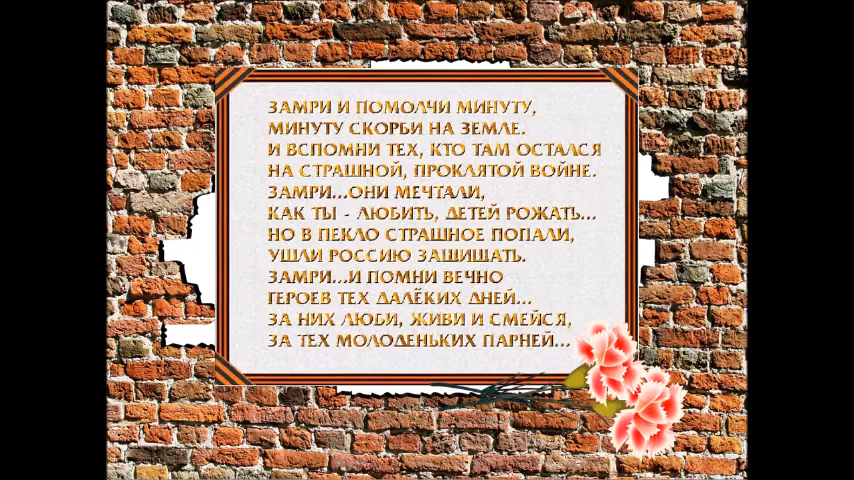 ЗАМРИ И ПОМОЛЧИ МИНУТУ,
МИНУТУ СКОРБИ НА ЗЕМЛЕ.
И ВСПОМНИ ТЕХ, КТО ТАМ ОСТАЛСЯ
НА СТРАШНОЙ, ПРОКЛЯТОЙ ВОЙНЕ.
ЗАМРИ...ОНИ МЕЧТАЛИ,
КАК ТЫ - ЛЮБИТЬ, ДЕТЕЙ РОЖАТЬ...
НО В ПЕКЛО СТРАШНОЕ ПОПАЛИ,
УШЛИ РОССИЮ ЗАЩИЩАТЬ.
ЗАМРИ...И ПОМНИ ВЕЧНО
ГЕРОЕВ ТЕХ ДАЛЁКИХ ДНЕЙ...
ЗА НИХ ЛЮБИ, ЖИВИ И СМЕЙСЯ,
ЗА ТЕХ МОЛОДЕНЬКИХ ПАРНЕЙ...